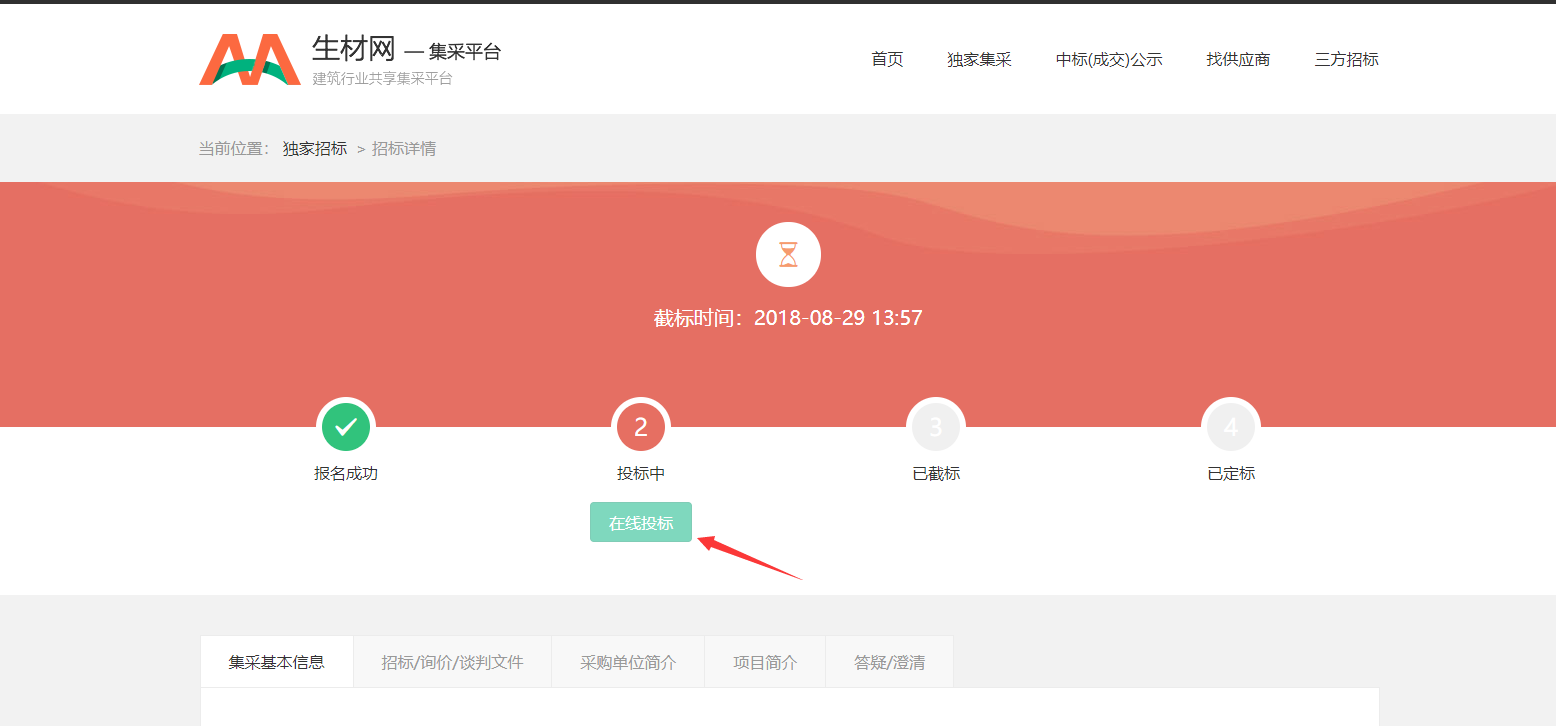 生材网 — 集采平台
建筑行业共享集采平台
首页 独家集采 中标(成交)公示 找供应商 三方招标
当前位置： 独家招标 > 招标详情
截标时间：2018-08-29 13:57
2 3 4
报名成功 投标中 已截标 已定标
在线投标
集采基本信息 招标/询价/谈判文件 采购单位简介 项目简介 答疑/澄清